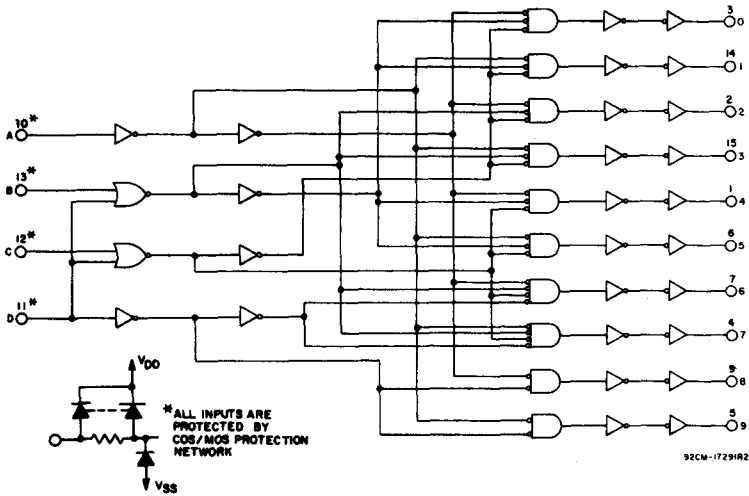 3
0
14
1
2
2
15
3
1
4
6
5
7
6
4
7
9
8
5
9
A 10*
B 13*
C 12*
D 11*
VDD
*ALL INPUTS ARE
PROTECTED BY
COS/MOS PROTECTION
NETWORK
VSS
92CM-17291R2